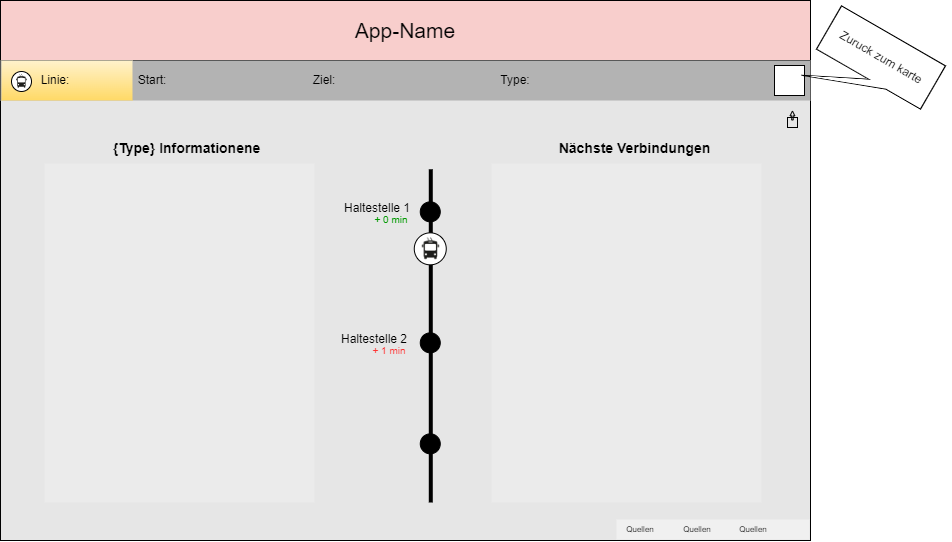 App-Name
Zuruck zum karte
Linie:
Start:
Ziel:
Type:
{Type} Informationene
Nächste Verbindungen
Haltestelle 1
+ 0 min
Haltestelle 2
+ 1 min
Quellen
Quellen
Quellen